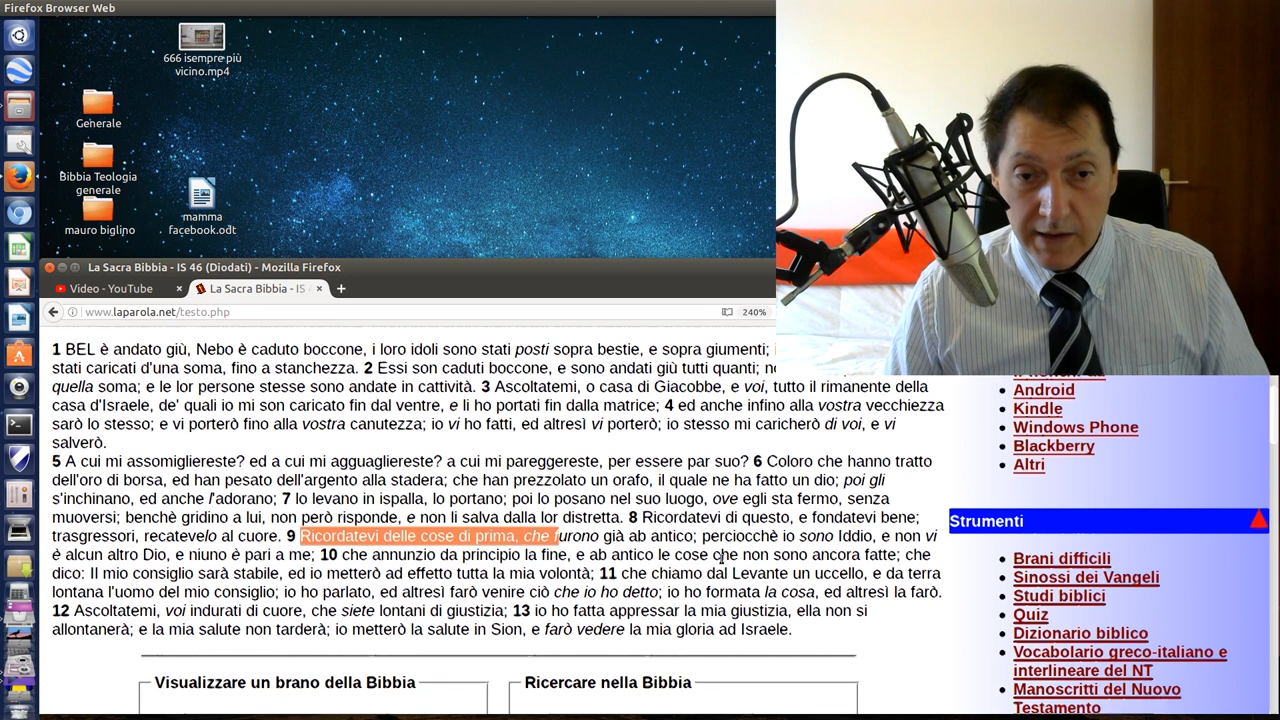 Firefox Browser Web
666 isempre più
vicino.mp4
Generale
Bibbia Teologia
generale
mauro biglino
mamma
facebook.odt
La Sacra Bibbia - IS 46 (Diodati) - Mozilla Firefox
Video - YouTube
La Sacra Bibbia - IS
www.laparola.net/testo.php
240%
1 BEL è andato giù, Nebo è caduto boccone, i loro idoli sono stati posti sopra bestie, e sopra giumenti;
stati caricati d'una soma, fino a stanchezza. 2 Essi son caduti boccone, e sono andati giù tutti quanti;
quella soma, e le lor persone stesse sono andate in cattività. 3 Ascoltatemi, o casa di Giacobbe, e voi, tutto il rimanente della
casa d'Israele, de' quali io mi son caricato fin dal ventre, e li ho portati fin dalla matrice; 4 ed anche infino alla vostra vecchiezza
sarò lo stesso; e vi porterò fino alla vostra canutezza; io vi ho fatti, ed altresì vi porterò; io stesso mi caricherò di voi, e vi
salverò.
5 A cui mi assomigliereste? ed a cui mi agguagliereste? a cui mi pareggereste, per essere par suo? 6 Coloro che hanno tratto
dell'oro di borsa, ed han pesato dell'argento alla stadera; che han prezzolato un orafo, il quale ne ha fatto un dio; poi gli
s'inchinano, ed anche l'adorano; 7 lo levano in ispalla, lo portano; poi lo posano nel suo luogo, ove egli sta fermo, senza
muoversi; benchè gridino a lui, non però risponde, e non li salva dalla lor distretta. 8 Ricordatevi di questo, e fondatevi bene;
trasgressori, recatevelo al cuore. 9 Ricordatevi delle cose di prima, che furono già ab antico; perciocchè io sono Iddio, e non vi
è alcun altro Dio, e niuno è pari a me; 10 che annunzio da principio la fine, e ab antico le cose che non sono ancora fatte; che
dico: Il mio consiglio sarà stabile, ed io metterò ad effetto tutta la mia volontà; 11 che chiamo dal Levante un uccello, e da terra
lontana l'uomo del mio consiglio; io ho parlato, ed altresì farò venire ciò che io ho detto; io ho formata la cosa, ed altresì la farò.
12 Ascoltatemi, voi indurati di cuore, che siete lontani di giustizia; 13 io ho fatta appressar la mia giustizia, ella non si
allontanerà; e la mia salute non tarderà; io metterò la salute in Sion, e farò vedere la mia gloria ad Israele.
Visualizzare un brano della Bibbia
Ricercare nella Bibbia
Android
Kindle
Windows Phone
Blackberry
Altri
Strumenti
Brani difficili
Sinossi dei Vangeli
Studi biblici
Quiz
Dizionario biblico
Vocabolario greco-italiano e
interlineare del NT
Manoscritti del Nuovo
Testamento